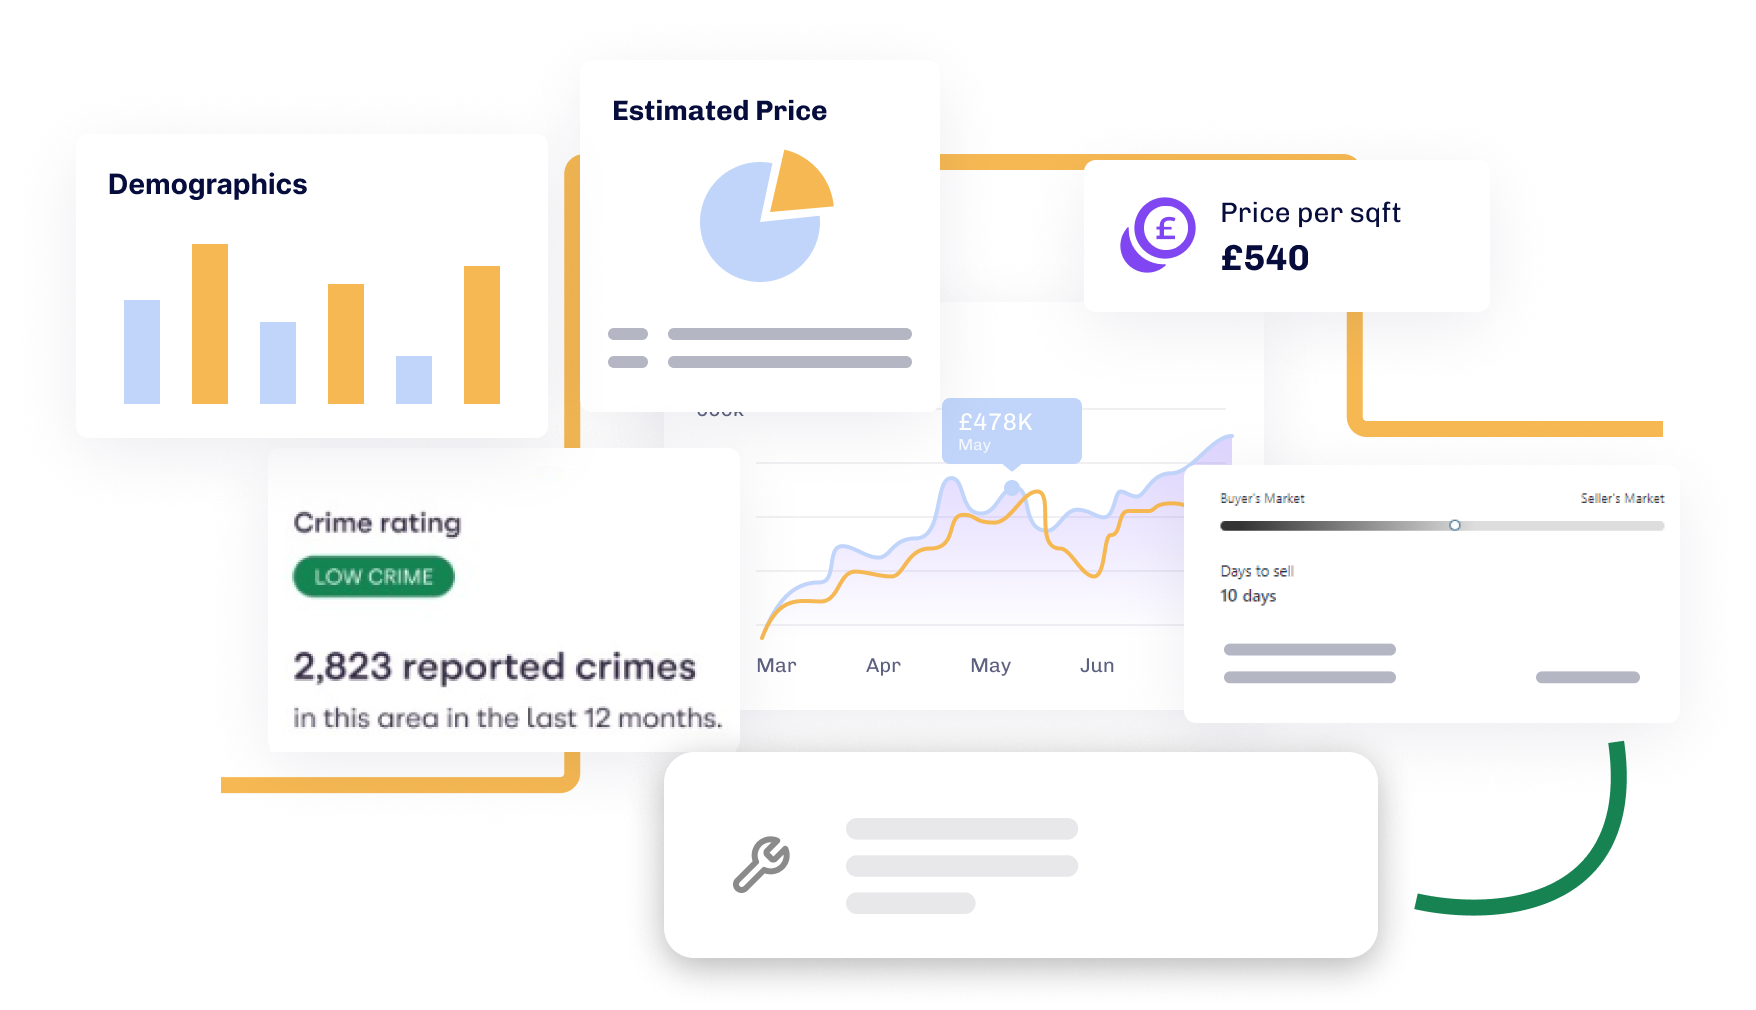 Estimated Price
Demographics
£
Price per sqft
£540
£478K
May
Mar
Apr
May
Jun
Crime rating
LOW CRIME
2,823 reported crimes
in this area in the last 12 months.
Buyer's Market
Seller's Market
Days to sell
10 days